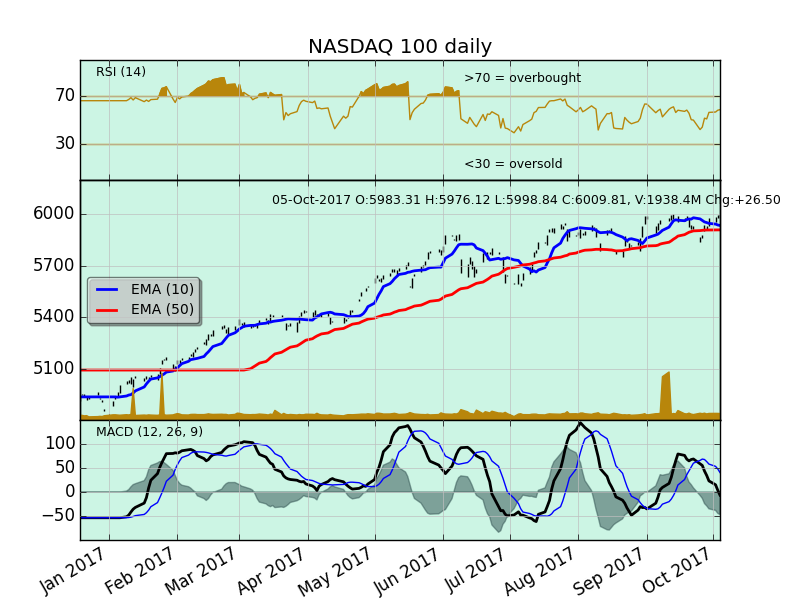 NASDAQ 100 daily
RSI (14)
>70 = overbought
70
30
<30 = oversold
05-Oct-2017 O:5983.31 H:5976.12 L:5998.84 C:6009.81, V:1938.4M Chg:+26.50
6000
5700
EMA (10)
EMA (50)
5400
5100
MACD (12, 26, 9)
100
50
0
−50
Jan 2017
Feb 2017
Mar 2017
Apr 2017
May 2017
Jun 2017
Jul 2017
Aug 2017
Sep 2017
Oct 2017